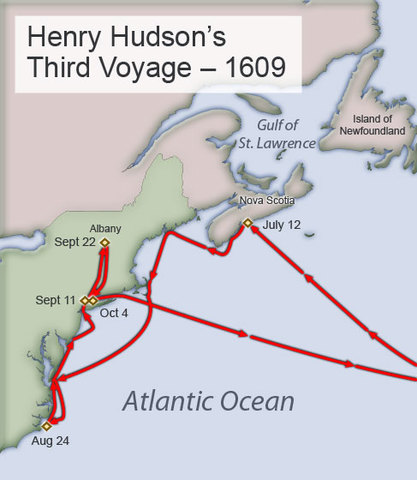 Henry Hudson's
Third Voyage – 1609
Gulf of
St. Lawrence
Island of
Newfoundland
Nova Scotia
July 12
Albany
Sept 22
Sept 11
Oct 4
Atlantic Ocean
Aug 24